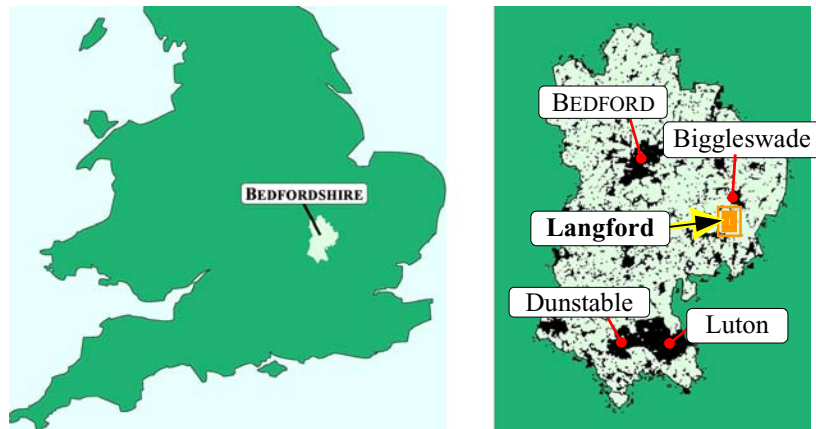 BEDFORDSHIRE
BEDFORD
Biggleswade
Langford
Dunstable
Luton